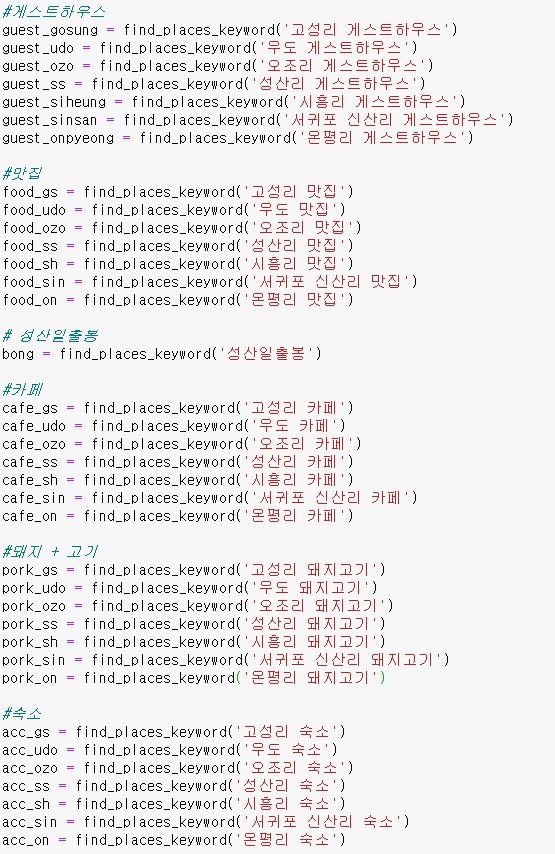 #게스트하우스
guest_gosung = find_places_keyword('고성리 게스트하우스')
guest_udo = find_places_keyword('우도 게스트하우스')
guest_ozo = find_places_keyword('오조리 게스트하우스')
guest_ss = find_places_keyword('성산리 게스트하우스')
guest_siheung = find_places_keyword('시흥리 게스트하우스')
guest_sinsan = find_places_keyword('서귀포 신산리 게스트하우스')
guest_onpyeong = find_places_keyword('온평리 게스트하우스')
#맛집
food_gs = find_places_keyword('고성리 맛집')
food_udo = find_places_keyword('우도 맛집')
food_ozo = find_places_keyword('오조리 맛집')
food_ss = find_places_keyword('성산리 맛집')
food_sh = find_places_keyword('시흥리 맛집')
food_sin = find_places_keyword('서귀포 신산리 맛집')
food_on = find_places_keyword('온평리 맛집')
# 성산일출봉
bong = find_places_keyword('성산일출봉')
#카페
cafe_gs = find_places_keyword('고성리 카페')
cafe_udo = find_places_keyword('우도 카페')
cafe_ozo = find_places_keyword('오조리 카페')
cafe_ss = find_places_keyword('성산리 카페')
cafe_sh = find_places_keyword('시흥리 카페')
cafe_sin = find_places_keyword('서귀포 신산리 카페')
cafe_on = find_places_keyword('온평리 카페')
#돼지 + 고기
pork_gs = find_places_keyword('고성리 돼지고기')
pork_udo = find_places_keyword('우도 돼지고기')
pork_ozo = find_places_keyword('오조리 돼지고기')
pork_ss = find_places_keyword('성산리 돼지고기')
pork_sh = find_places_keyword('시흥리 돼지고기')
pork_sin = find_places_keyword('서귀포 신산리 돼지고기')
pork_on = find_places_keyword('온평리 돼지고기')
#숙소
acc_gs = find_places_keyword('고성리 숙소')
acc_udo = find_places_keyword('우도 숙소')
acc_ozo = find_places_keyword('오조리 숙소')
acc_ss = find_places_keyword('성산리 숙소')
acc_sh = find_places_keyword('시흥리 숙소')
acc_sin = find_places_keyword('서귀포 신산리 숙소')
acc_on = find_places_keyword('온평리 숙소')